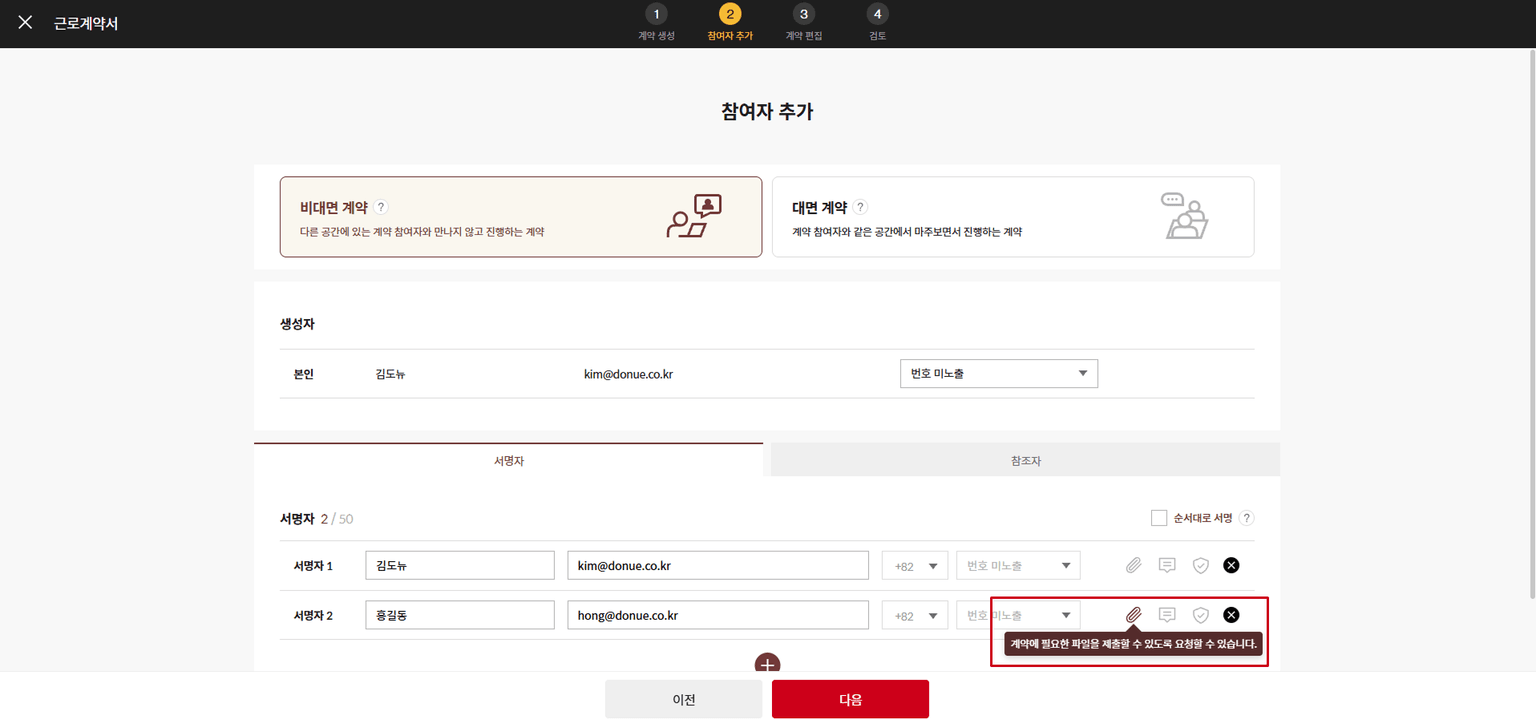 근로계약서
1
2
3
4
계약 생성
참여자 추가
계약 편집
검토
참여자 추가
비대면 계약 ?
다른 공간에 있는 계약 참여자와 만나지 않고 진행하는 계약
대면 계약 ?
계약 참여자와 같은 공간에서 마주보면서 진행하는 계약
생성자
본인 김도뉴 kim@donue.co.kr 번호 미노출
서명자
참조자
서명자 2 / 50
순서대로 서명 ?
서명자 1 김도뉴 kim@donue.co.kr +82 번호 미노출
서명자 2 홍길동 hong@donue.co.kr +82 번호 미노출
계약에 필요한 파일을 제출할 수 있도록 요청할 수 있습니다.
이전
다음